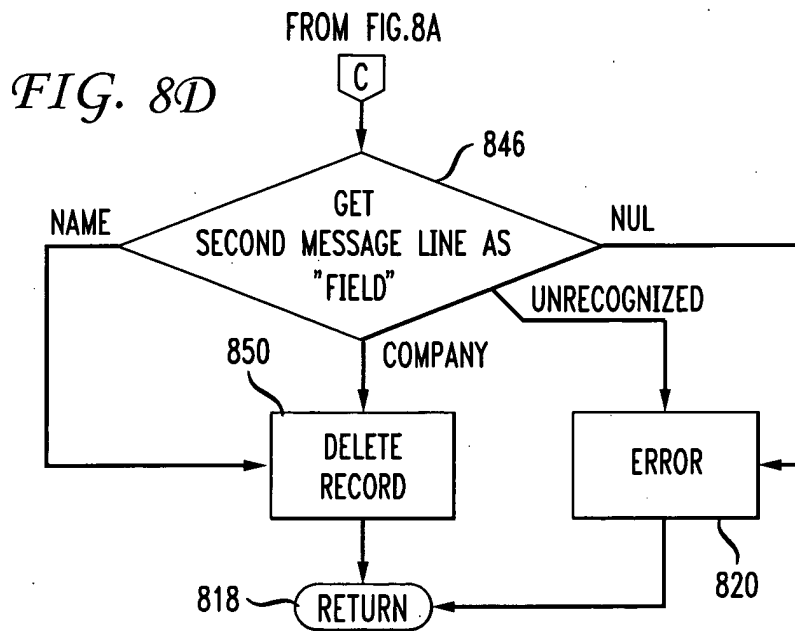 FROM FIG.8A
C
FIG. 8D
846
GET
SECOND MESSAGE LINE AS
"FIELD"
NAME
NUL
UNRECOGNIZED
COMPANY
850
DELETE
RECORD
ERROR
820
818
RETURN